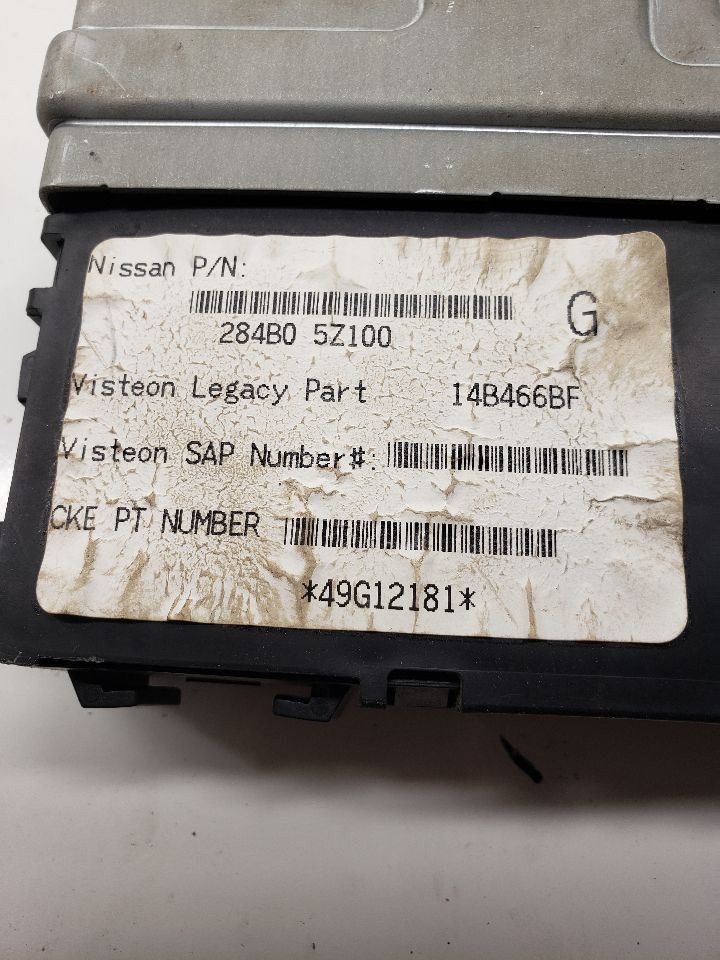 Nissan P/N:
G
284B0 5Z100
Visteon Legacy Part 14B466BF
Visteon SAP Number#:
CKE PT NUMBER
*49G12181*